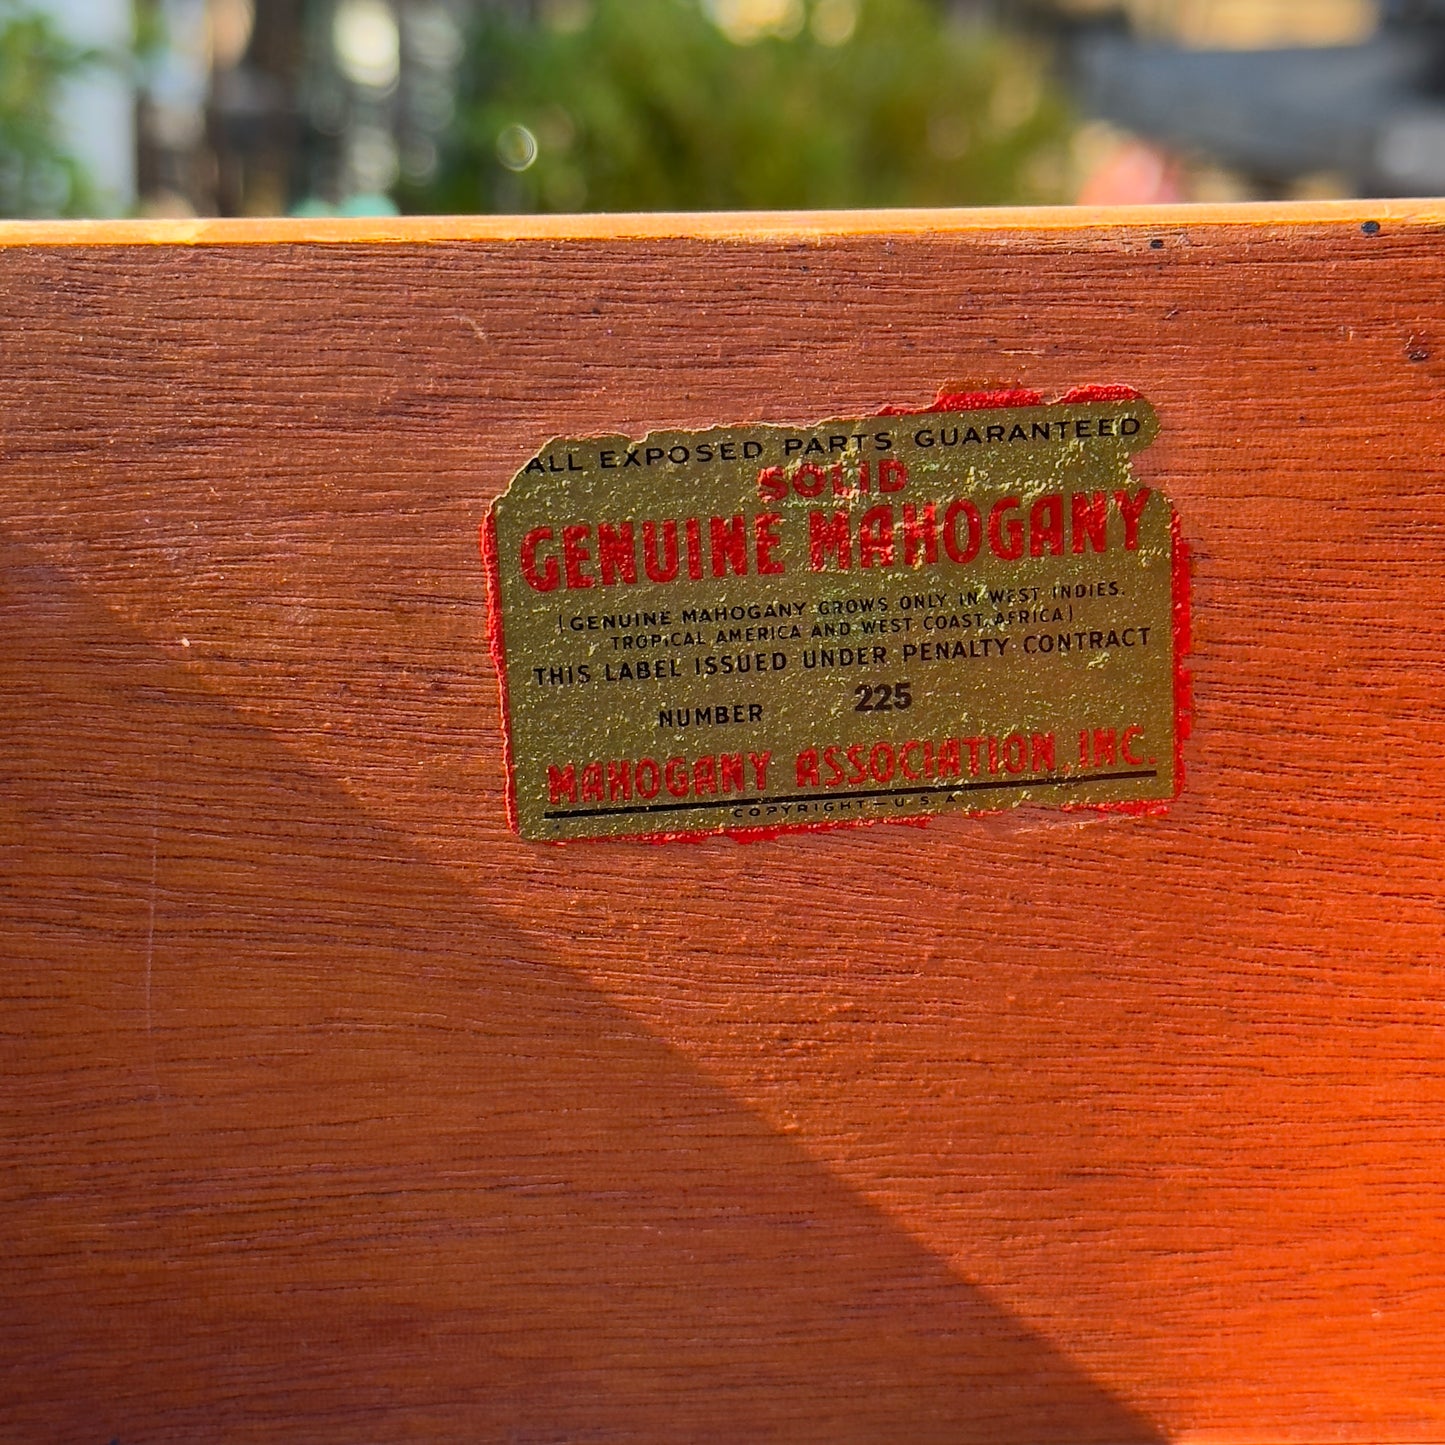 ALL EXPOSED PARTS GUARANTEED
SOLID
GENUINE MAHOGANY
(GENUINE MAHOGANY GROWS ONLY IN WEST INDIES.
TROPICAL AMERICA AND WEST COAST, AFRICA)
THIS LABEL ISSUED UNDER PENALTY CONTRACT
NUMBER 225
MAHOGANY ASSOCIATION, INC.
COPYRIGHT—U.S.A.